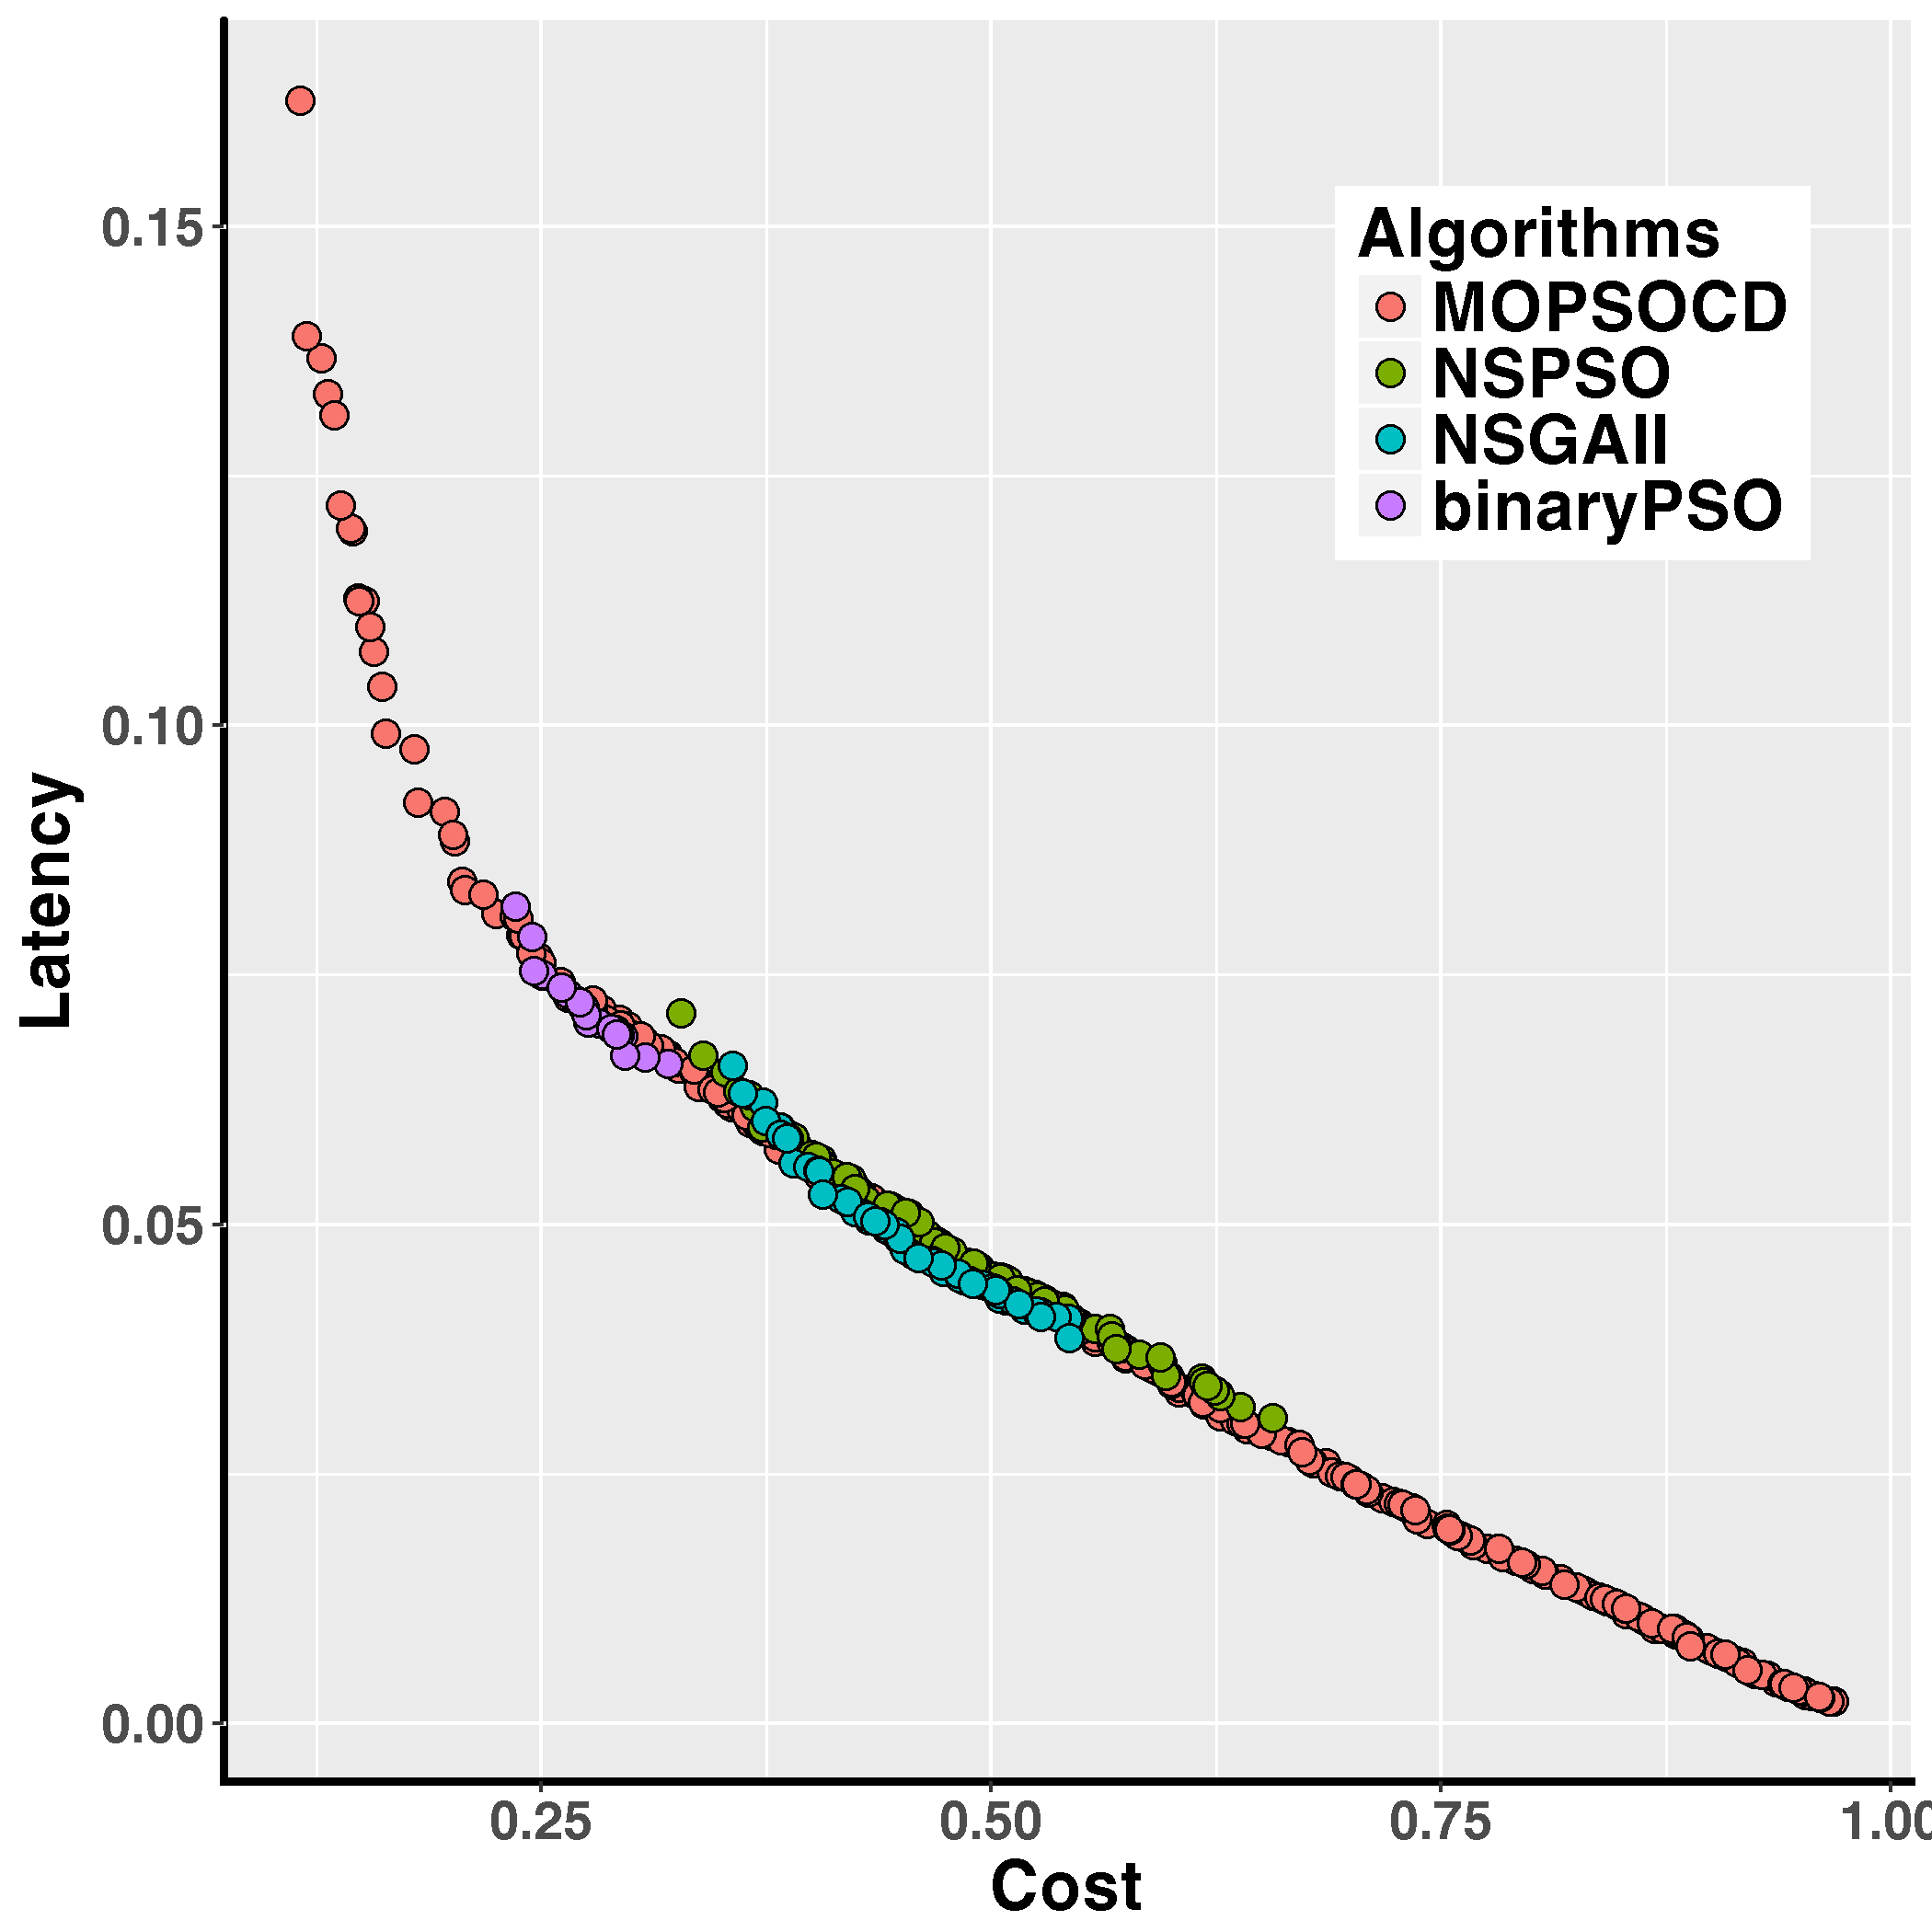 0.15
0.10
0.05
0.00
Latency
Algorithms
MOPSOCD
NSPSO
NSGAII
binaryPSO
0.25 0.50 0.75 1.00
Cost